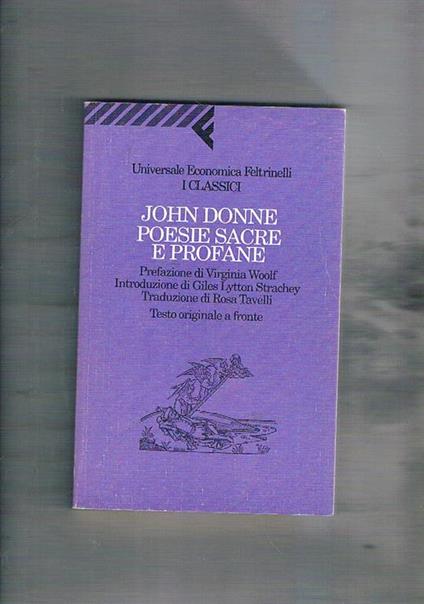 Universale Economica Feltrinelli
I CLASSICI
JOHN DONNE
POESIE SACRE
E PROFANE
Prefazione di Virginia Woolf
Introduzione di Giles Lytton Strachey
Traduzione di Rosa Tavelli
Testo originale a fronte